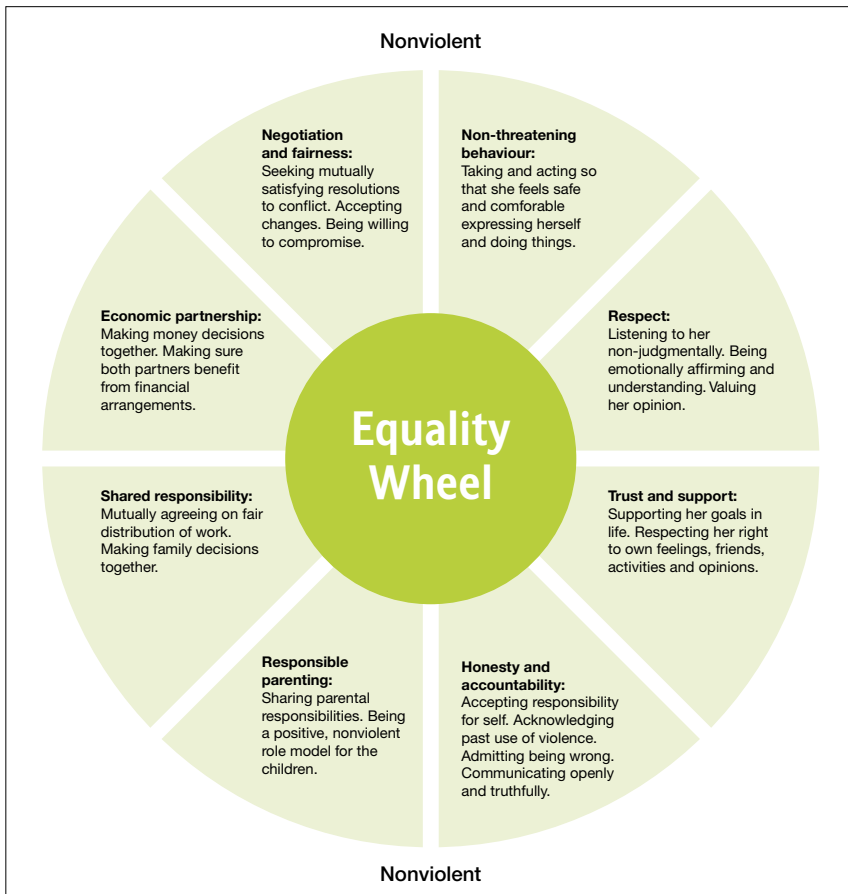 Nonviolent
Negotiation
and fairness:
Seeking mutually
satisfying resolutions
to conflict. Accepting
changes. Being willing
to compromise.
Non-threatening
behaviour:
Taking and acting so
that she feels safe
and comforable
expressing herself
and doing things.
Economic partnership:
Making money decisions
together. Making sure
both partners benefit
from financial
arrangements.
Respect:
Listening to her
non-judgmentally. Being
emotionally affirming and
understanding. Valuing
her opinion.
Equality
Wheel
Shared responsibility:
Mutually agreeing on fair
distribution of work.
Making family decisions
together.
Trust and support:
Supporting her goals in
life. Respecting her right
to own feelings, friends,
activities and opinions.
Responsible
parenting:
Sharing parental
responsibilities. Being
a positive, nonviolent
role model for the
children.
Honesty and
accountability:
Accepting responsibility
for self. Acknowledging
past use of violence.
Admitting being wrong.
Communicating openly
and truthfully.
Nonviolent